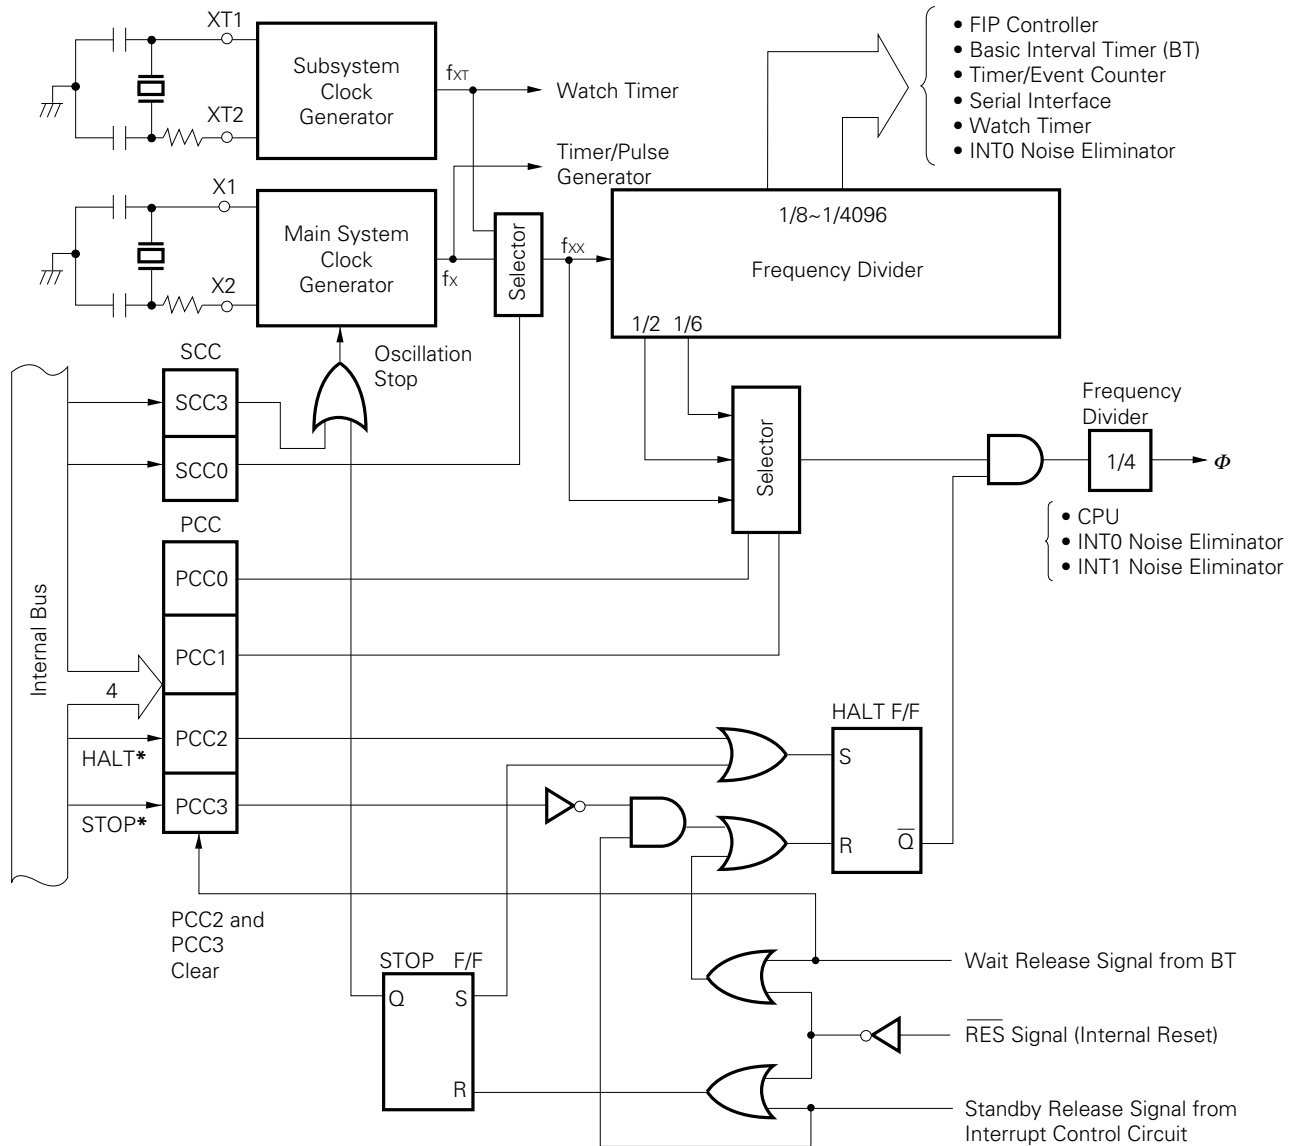 XT1
XT2
Subsystem
Clock
Generator
fXT
Watch Timer
Timer/Pulse
Generator
• FIP Controller
• Basic Interval Timer (BT)
• Timer/Event Counter
• Serial Interface
• Watch Timer
• INT0 Noise Eliminator
X1
X2
Main System
Clock
Generator
fX
Selector
fXX
1/8~1/4096
Frequency Divider
1/2 1/6
Oscillation
Stop
SCC
SCC3
SCC0
PCC
PCC0
PCC1
PCC2
PCC3
Internal Bus
4
HALT*
STOP*
PCC2 and
PCC3
Clear
Selector
Frequency
Divider
1/4
Φ
• CPU
• INT0 Noise Eliminator
• INT1 Noise Eliminator
HALT F/F
S
R
Q̅
STOP F/F
Q
S
R
Wait Release Signal from BT
R̅E̅S̅ Signal (Internal Reset)
Standby Release Signal from
Interrupt Control Circuit